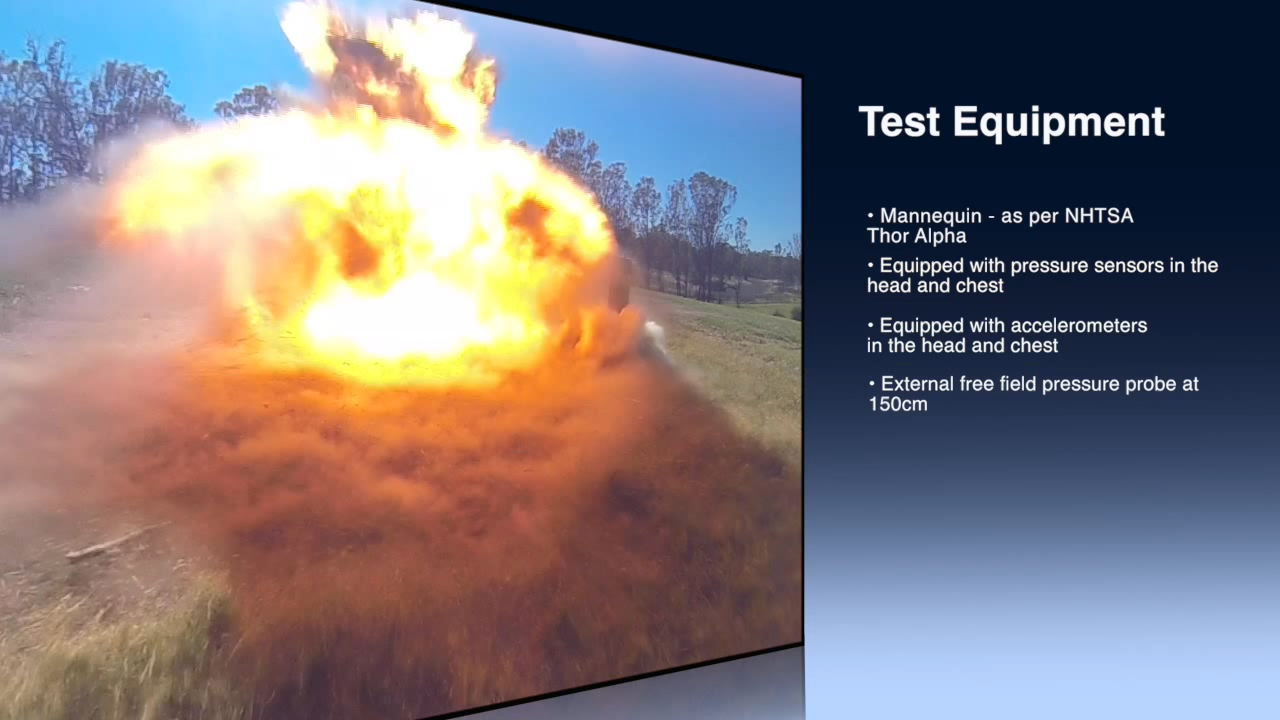 Test Equipment
• Mannequin - as per NHTSA
Thor Alpha
• Equipped with pressure sensors in the
head and chest
• Equipped with accelerometers
in the head and chest
• External free field pressure probe at
150cm